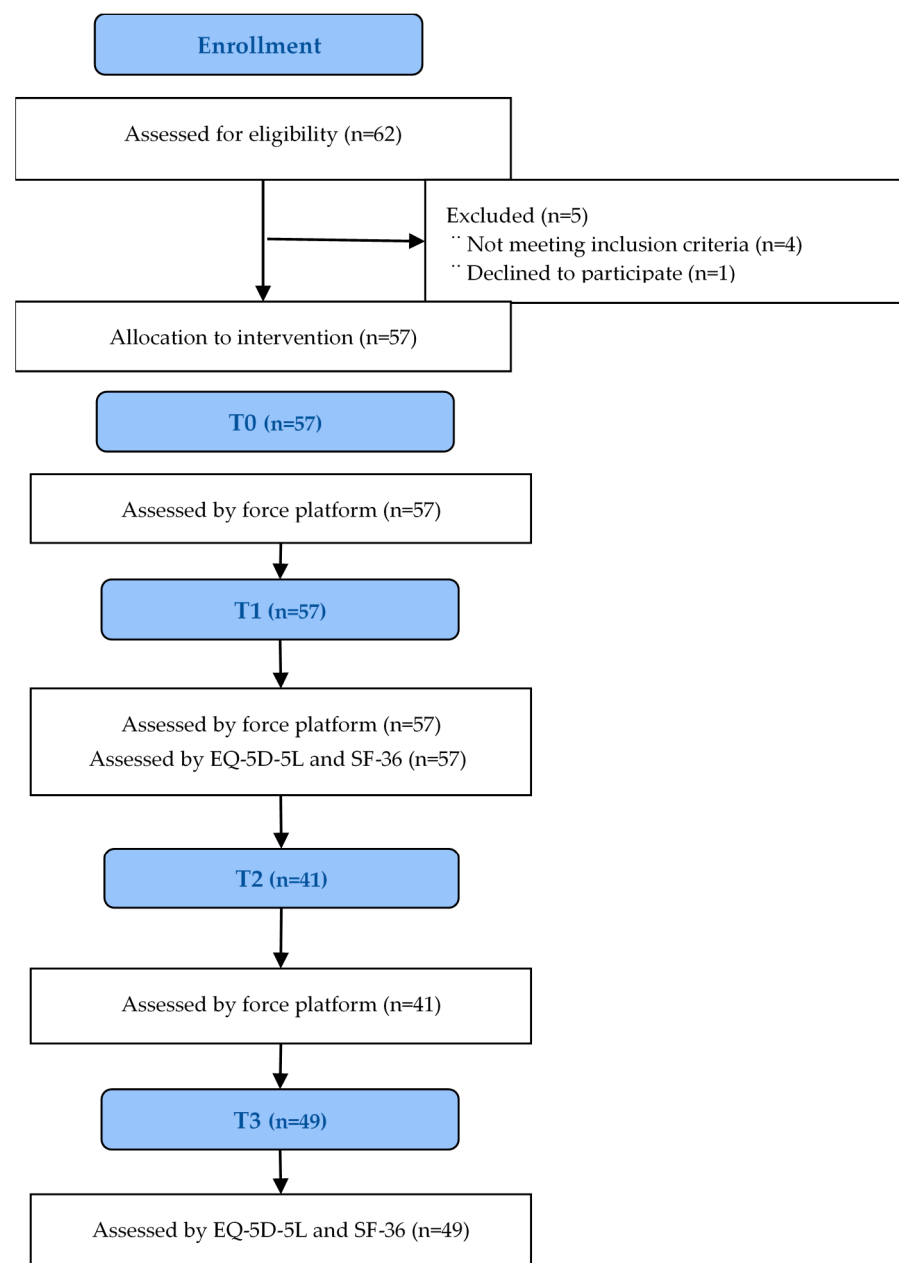 Enrollment
Assessed for eligibility (n=62)
Excluded (n=5)
¨ Not meeting inclusion criteria (n=4)
¨ Declined to participate (n=1)
Allocation to intervention (n=57)
T0 (n=57)
Assessed by force platform (n=57)
T1 (n=57)
Assessed by force platform (n=57)
Assessed by EQ-5D-5L and SF-36 (n=57)
T2 (n=41)
Assessed by force platform (n=41)
T3 (n=49)
Assessed by EQ-5D-5L and SF-36 (n=49)